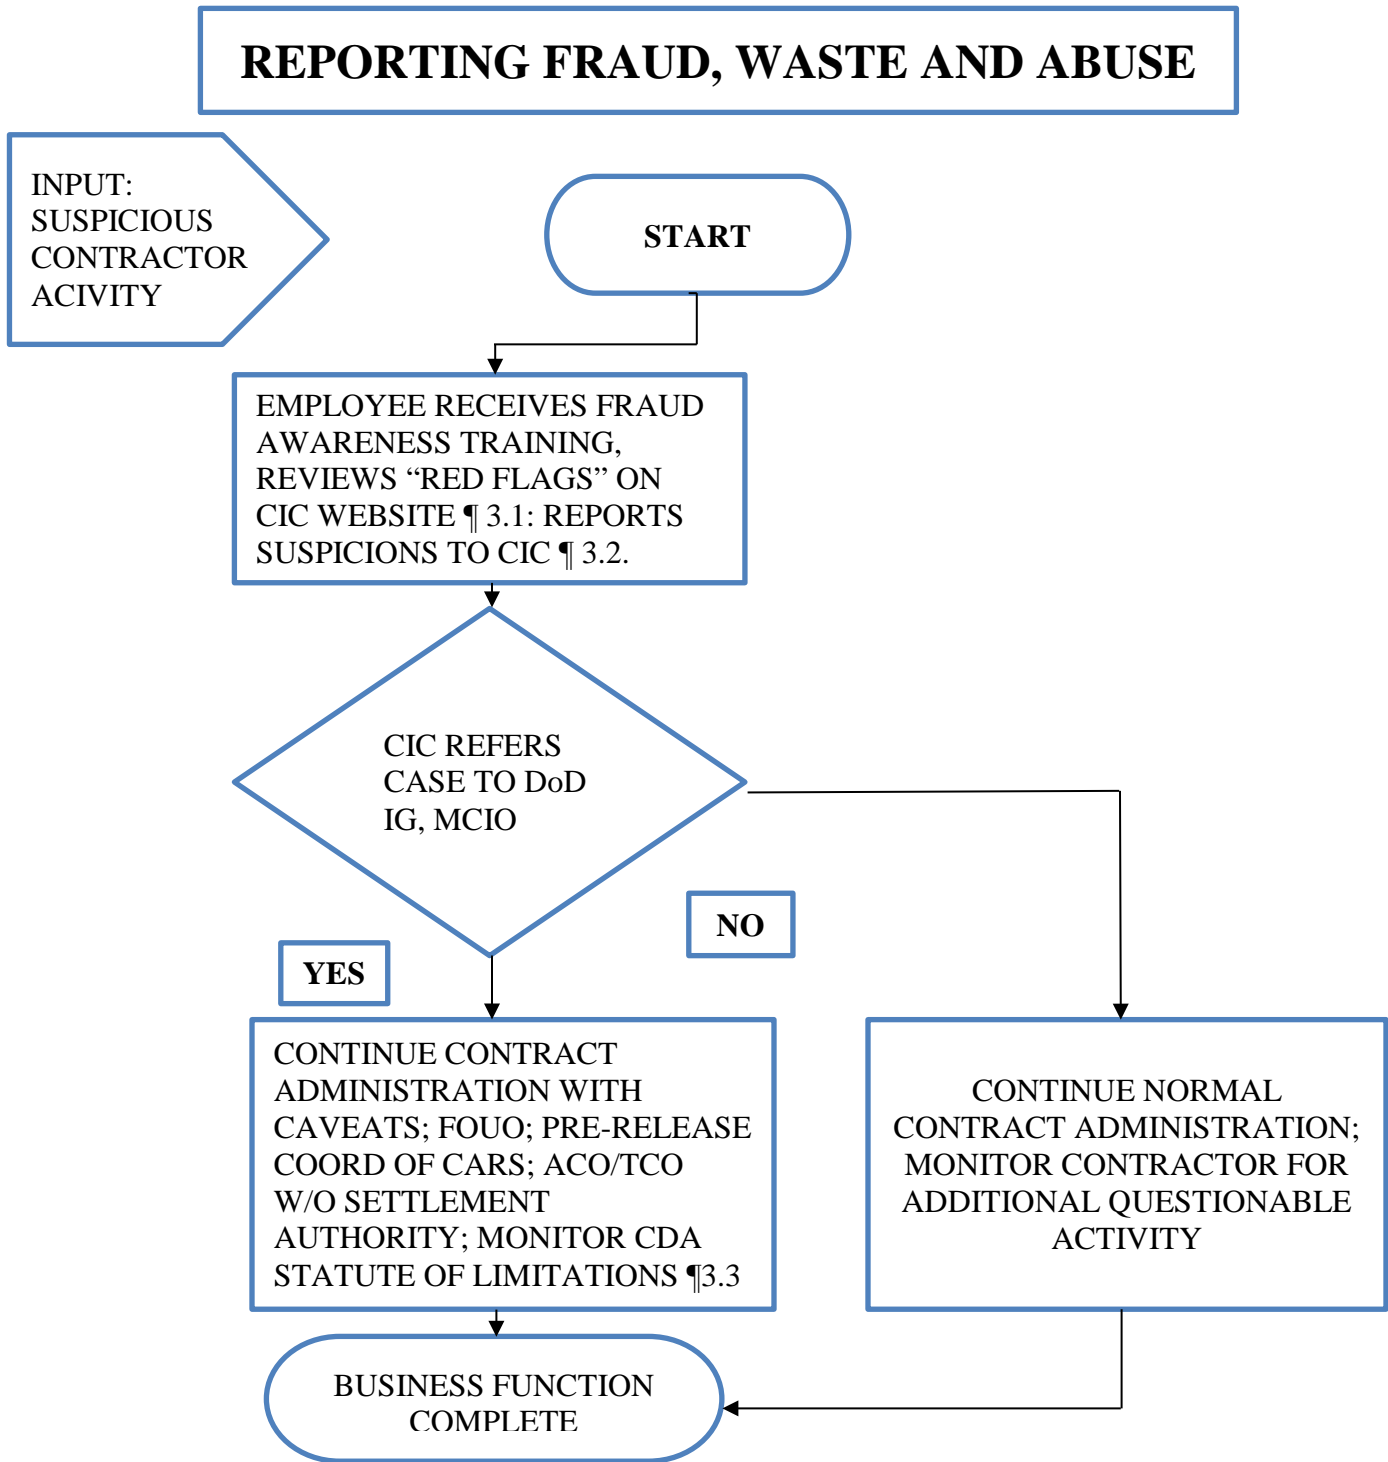 REPORTING FRAUD, WASTE AND ABUSE
INPUT:
SUSPICIOUS
CONTRACTOR
ACIVITY
START
EMPLOYEE RECEIVES FRAUD
AWARENESS TRAINING,
REVIEWS “RED FLAGS” ON
CIC WEBSITE ¶ 3.1: REPORTS
SUSPICIONS TO CIC ¶ 3.2.
CIC REFERS
CASE TO DoD
IG, MCIO
NO
YES
CONTINUE CONTRACT
ADMINISTRATION WITH
CAVEATS; FOUO; PRE-RELEASE
COORD OF CARS; ACO/TCO
W/O SETTLEMENT
AUTHORITY; MONITOR CDA
STATUTE OF LIMITATIONS ¶3.3
CONTINUE NORMAL
CONTRACT ADMINISTRATION;
MONITOR CONTRACTOR FOR
ADDITIONAL QUESTIONABLE
ACTIVITY
BUSINESS FUNCTION
COMPLETE